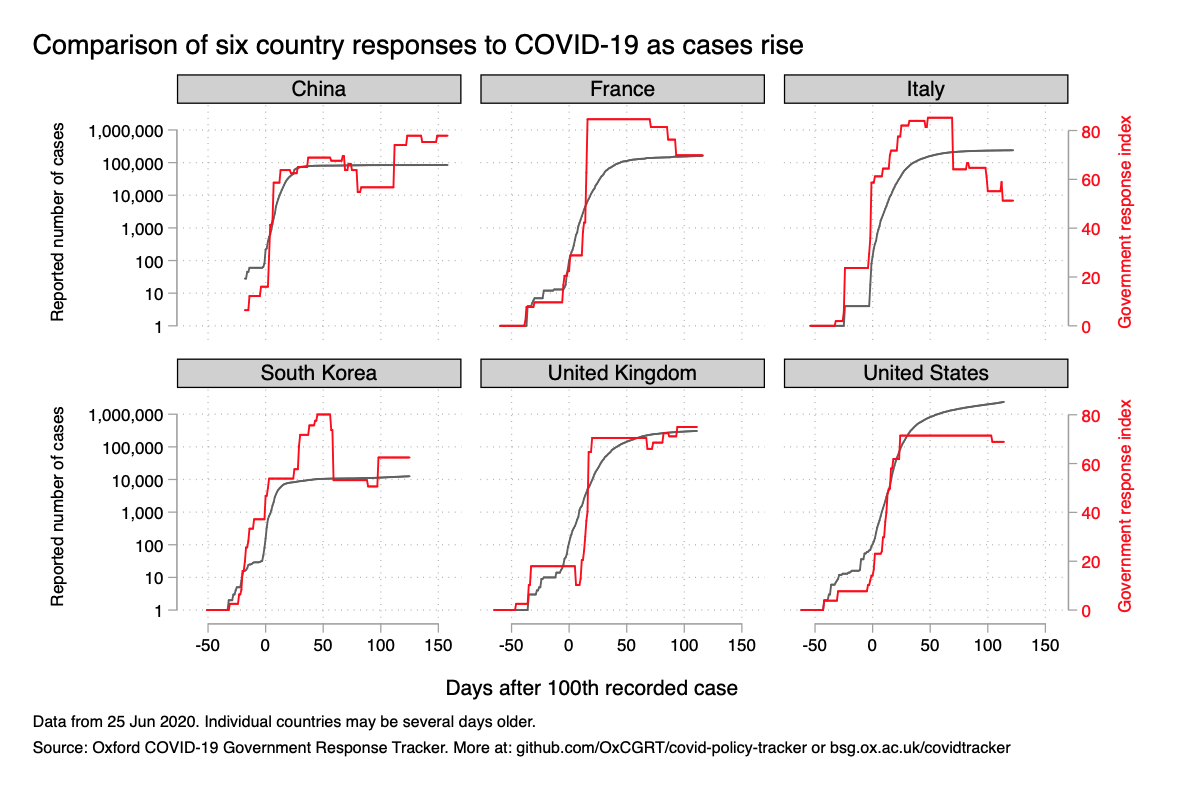 Comparison of six country responses to COVID-19 as cases rise
China
France
Italy
Reported number of cases
1,000,000
100,000
10,000
1,000
100
10
1
80
60
40
20
0
Government response index
South Korea
United Kingdom
United States
Reported number of cases
1,000,000
100,000
10,000
1,000
100
10
1
80
60
40
20
0
Government response index
-50 0 50 100 150
-50 0 50 100 150
-50 0 50 100 150
Days after 100th recorded case
Data from 25 Jun 2020. Individual countries may be several days older.
Source: Oxford COVID-19 Government Response Tracker. More at: github.com/OxCGRT/covid-policy-tracker or bsg.ox.ac.uk/covidtracker